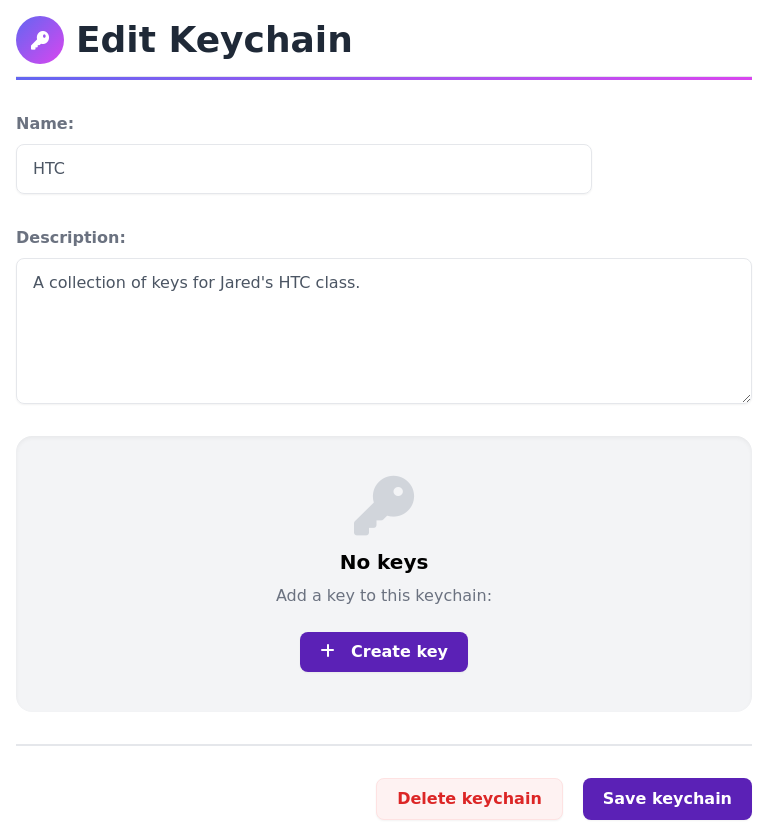 Edit Keychain
Name:
HTC
Description:
A collection of keys for Jared's HTC class.
No keys
Add a key to this keychain:
+ Create key
Delete keychain
Save keychain